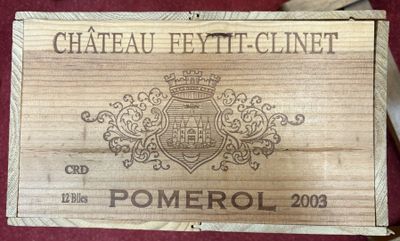 CHÂTEAU FEYTIT-CLINET
CRD
12 Btles POMEROL 2003